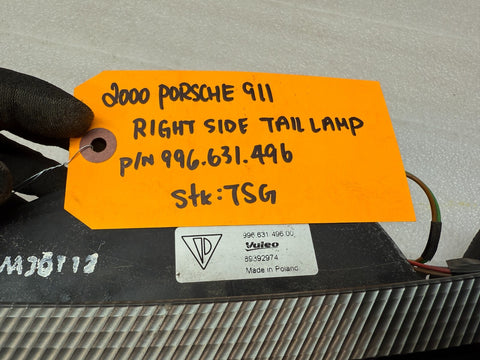 2000 PORSCHE 911
RIGHT SIDE TAIL LAMP
P/N 996.631.496
Stk: TSG
996.631.496.00
Valeo
89392974
Made in Poland